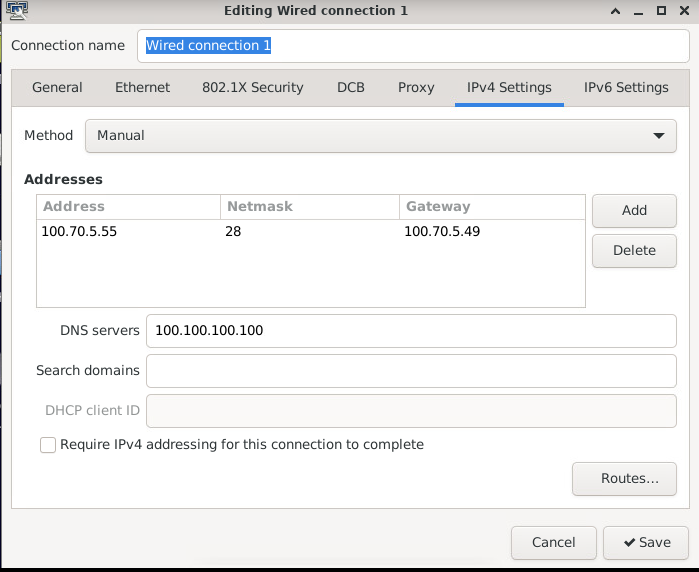 Editing Wired connection 1
Connection name Wired connection 1
General Ethernet 802.1X Security DCB Proxy IPv4 Settings IPv6 Settings
Method Manual
Addresses
Address Netmask Gateway
100.70.5.55 28 100.70.5.49
Add
Delete
DNS servers 100.100.100.100
Search domains
DHCP client ID
Require IPv4 addressing for this connection to complete
Routes...
Cancel Save